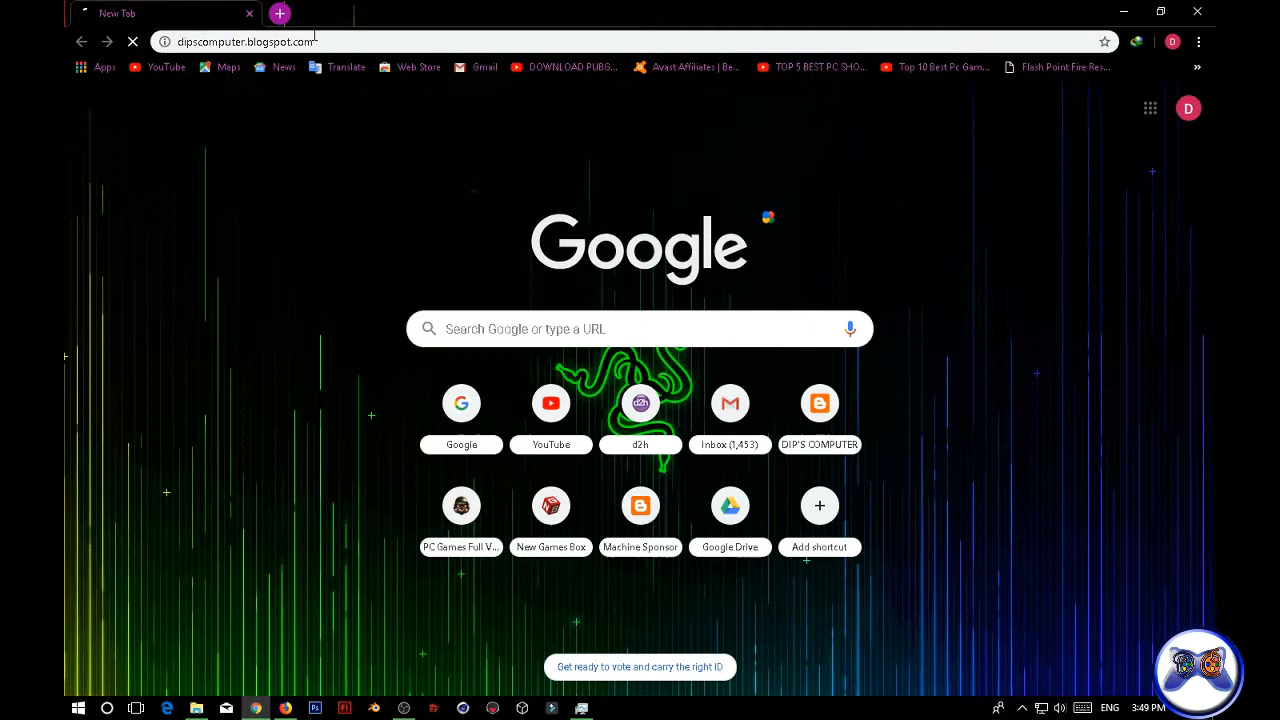 New Tab
dipscomputer.blogspot.com
Apps YouTube Maps News Translate Web Store Gmail DOWNLOAD PUBG... Avast Affiliates | Be... TOP 5 BEST PC SHO... Top 10 Best Pc Gam... Flash Point Fire Res... »
D
D
Google
Search Google or type a URL
d2h
Google YouTube d2h Inbox (1,453) DIP'S COMPUTER
PC Games Full V... New Games Box Machine Sponsor Google Drive Add shortcut
Get ready to vote and carry the right ID
Ps
ENG 3:49 PM